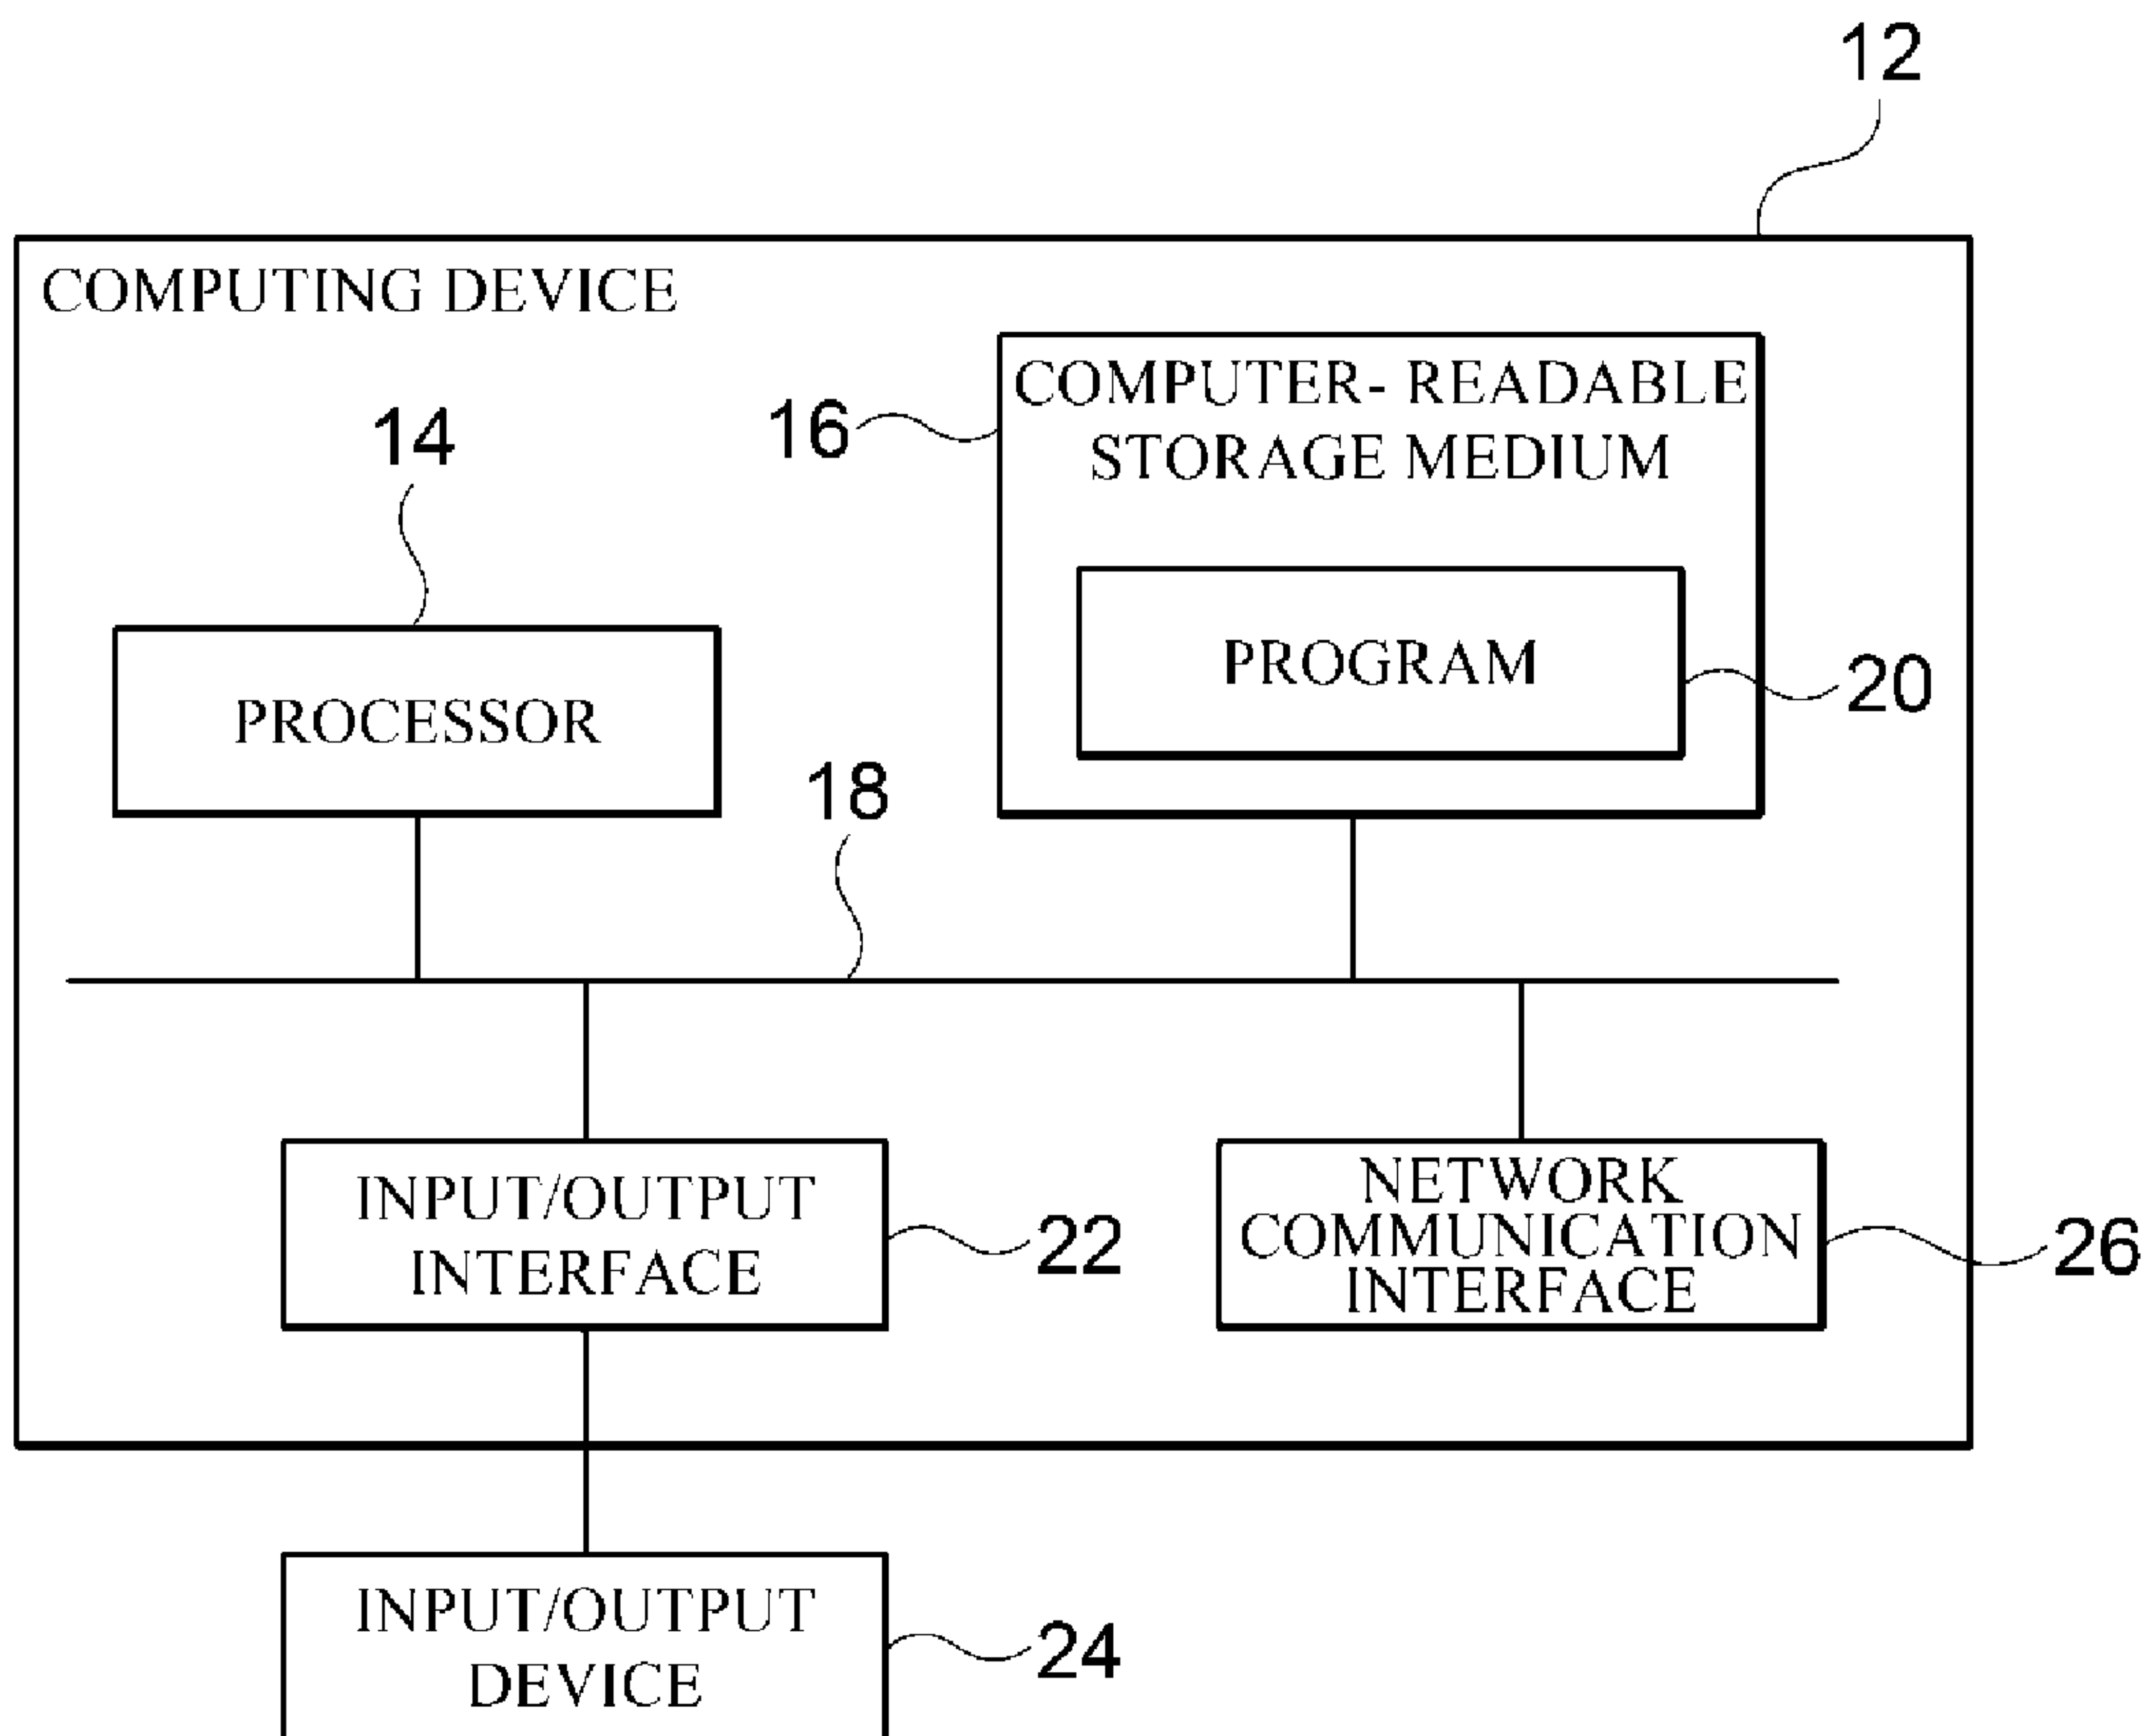 12
COMPUTING DEVICE
COMPUTER- READABLE
STORAGE MEDIUM
16
14
PROGRAM
20
PROCESSOR
18
INPUT/OUTPUT
INTERFACE
22
NETWORK
COMMUNICATION
INTERFACE
26
INPUT/OUTPUT
DEVICE
24